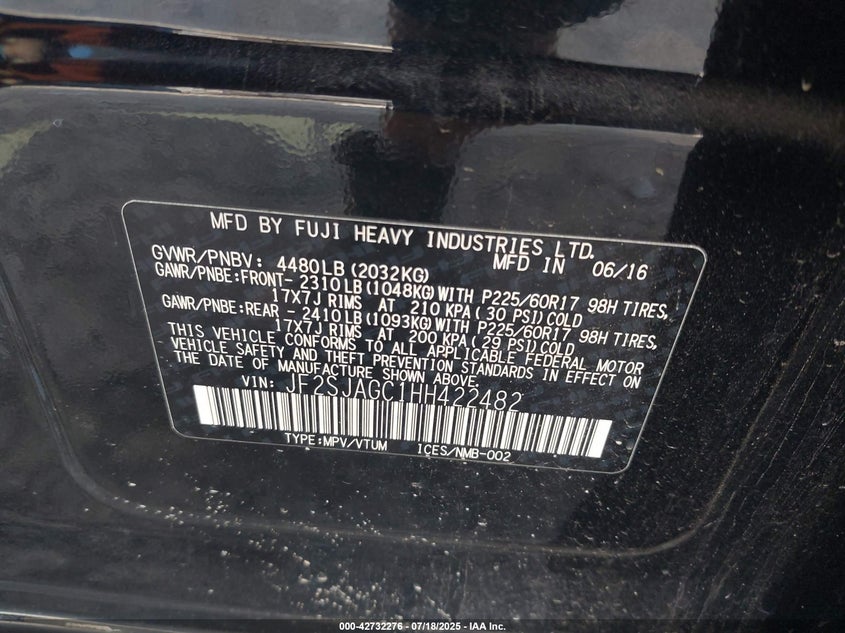 MFD BY FUJI HEAVY INDUSTRIES LTD.
GVWR/PNBV: 4480LB(2032KG) MFD IN 06/16
GAWR/PNBE:FRONT- 2310LB(1048KG)WITH P225/60R17 98H TIRES,
17X7J RIMS AT 210 KPA(30 PSI)COLD
GAWR/PNBE:REAR - 2410LB(1093KG)WITH P225/60R17 98H TIRES,
17X7J RIMS AT 200 KPA(29 PSI)COLD
THIS VEHICLE CONFORMS TO ALL APPLICABLE FEDERAL MOTOR
VEHICLE SAFETY AND THEFT PREVENTION STANDARDS IN EFFECT ON
THE DATE OF MANUFACTURE SHOWN ABOVE.
VIN: JF2SJAGC1HH422482
TYPE:MPV/VTUM ICES/NMB-002
000-42732276 - 07/18/2025 - IAA Inc.